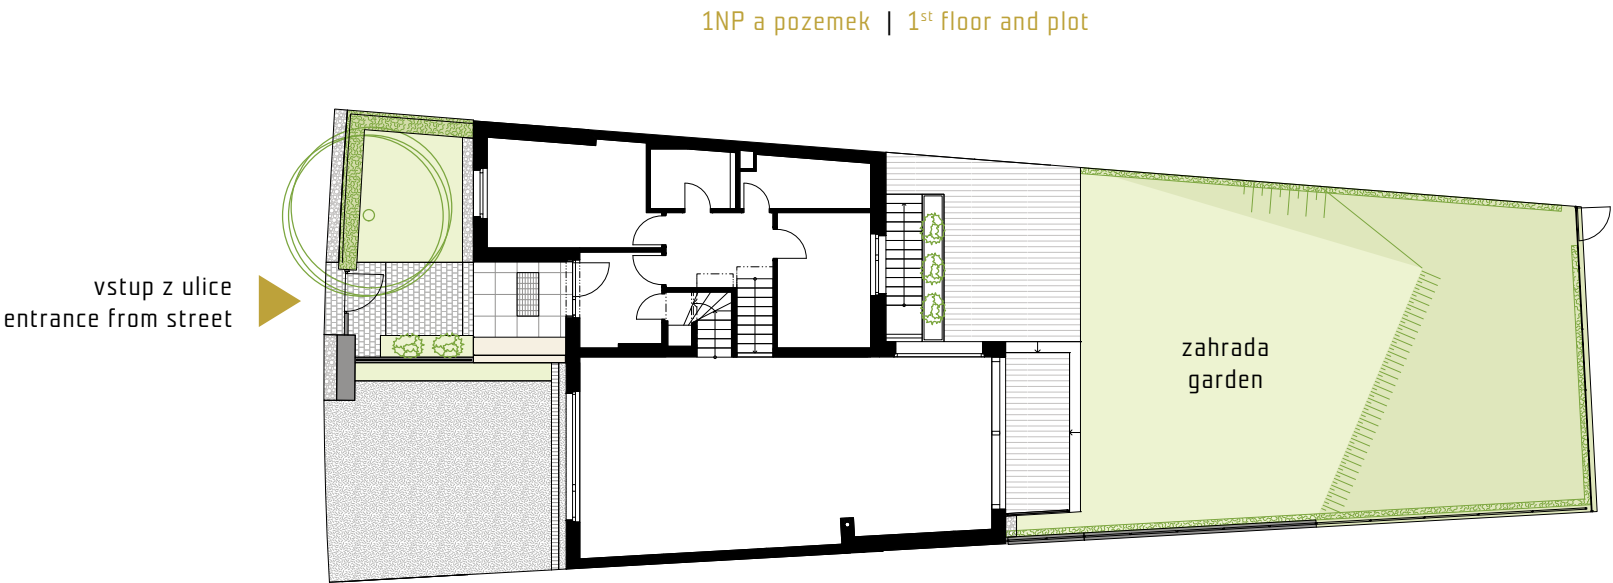 1NP a pozemek | 1st floor and plot
vstup z ulice
entrance from street
zahrada
garden